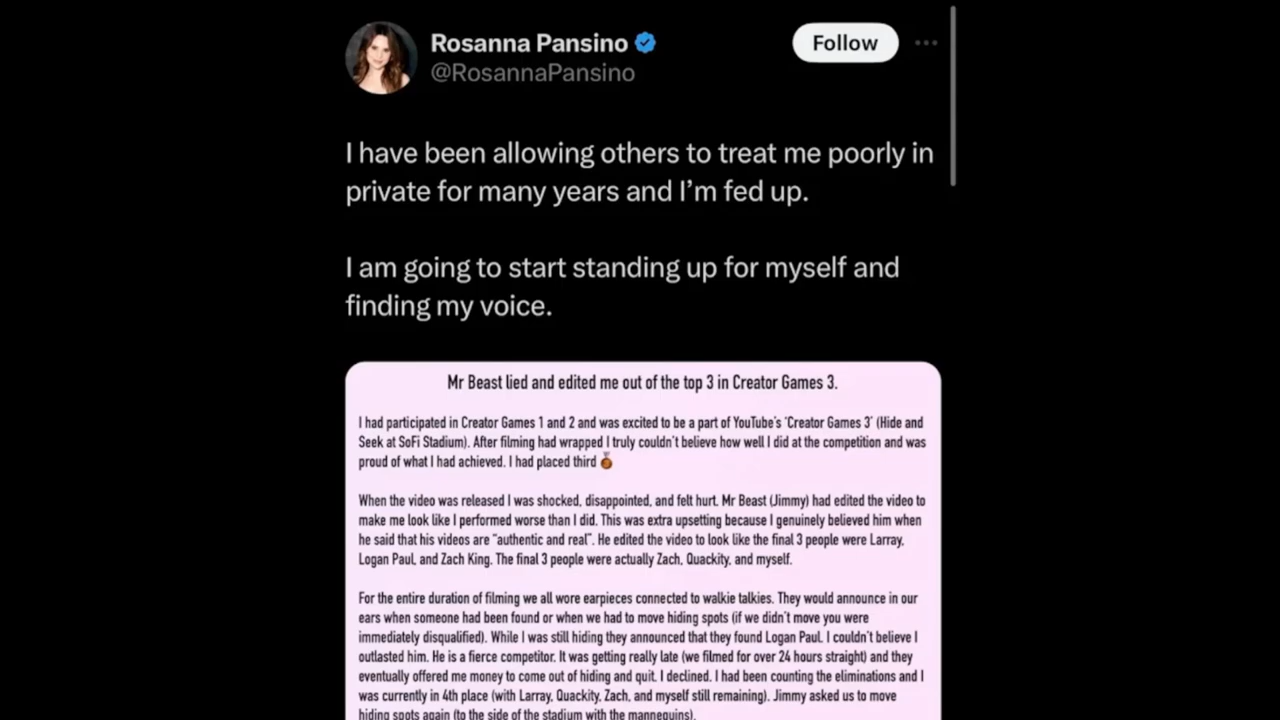 Rosanna Pansino
@RosannaPansino
Follow
I have been allowing others to treat me poorly in
private for many years and I'm fed up.
I am going to start standing up for myself and
finding my voice.
Mr Beast lied and edited me out of the top 3 in Creator Games 3.
I had participated in Creator Games 1 and 2 and was excited to be a part of YouTube's 'Creator Games 3' (Hide and
Seek at SoFi Stadium). After filming had wrapped I truly couldn't believe how well I did at the competition and was
proud of what I had achieved. I had placed third 🥉
When the video was released I was shocked, disappointed, and felt hurt. Mr Beast (Jimmy) had edited the video to
make me look like I performed worse than I did. This was extra upsetting because I genuinely believed him when
he said that his videos are "authentic and real". He edited the video to look like the final 3 people were Larray,
Logan Paul, and Zach King. The final 3 people were actually Zach, Quackity, and myself.
For the entire duration of filming we all wore earpieces connected to walkie talkies. They would announce in our
ears when someone had been found or when we had to move hiding spots (if we didn't move you were
immediately disqualified). While I was still hiding they announced that they found Logan Paul. I couldn't believe I
outlasted him. He is a fierce competitor. It was getting really late (we filmed for over 24 hours straight) and they
eventually offered me money to come out of hiding and quit. I declined. I had been counting the eliminations and I
was currently in 4th place (with Larray, Quackity, Zach, and myself still remaining). Jimmy asked us to move
hiding spots again (to the side of the stadium with the mannequins).